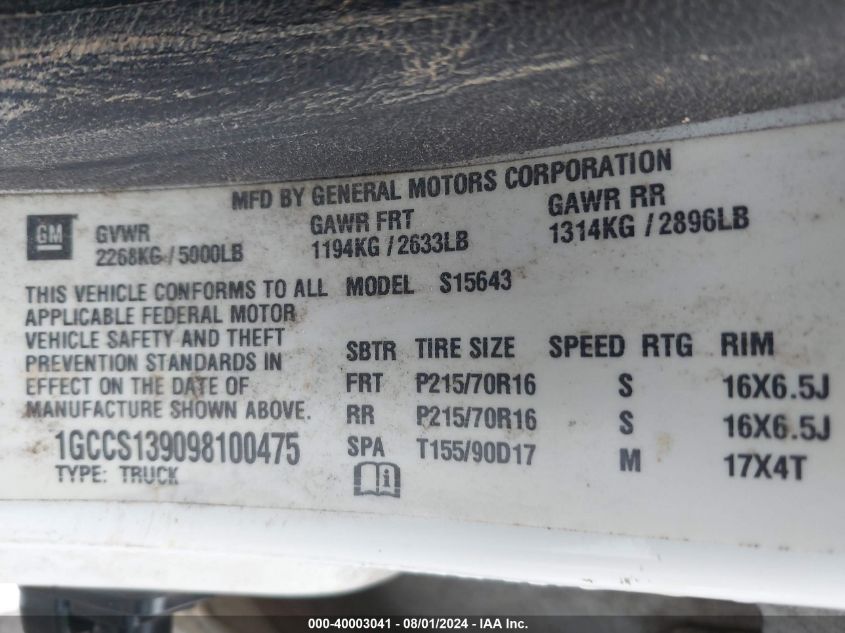 MFD BY GENERAL MOTORS CORPORATION
GM
GVWR
2268KG / 5000LB
GAWR FRT
1194KG / 2633LB
GAWR RR
1314KG / 2896LB
THIS VEHICLE CONFORMS TO ALL
APPLICABLE FEDERAL MOTOR
VEHICLE SAFETY AND THEFT
PREVENTION STANDARDS IN
EFFECT ON THE DATE OF
MANUFACTURE SHOWN ABOVE.
1GCCS139098100475
TYPE: TRUCK
MODEL S15643
SBTR TIRE SIZE SPEED RTG RIM
FRT P215/70R16 S 16X6.5J
RR P215/70R16 S 16X6.5J
SPA T155/90D17 M 17X4T
000-40003041 - 08/01/2024 - IAA Inc.